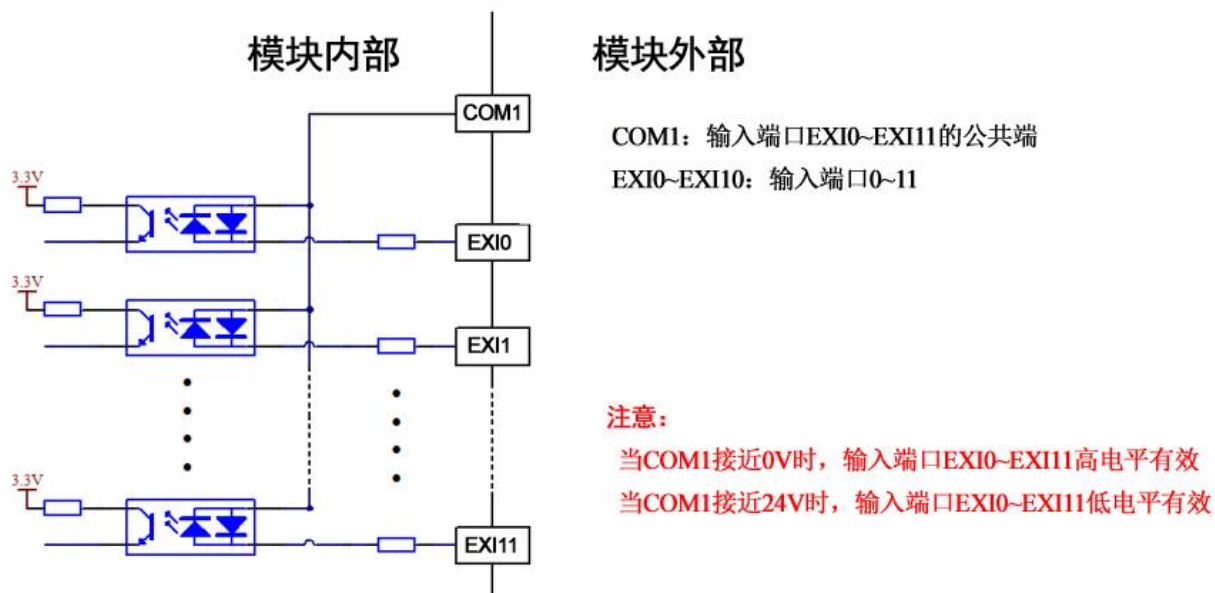 模块内部
模块外部
COM1
COM1：输入端口EXI0~EXI11的公共端
EXI0~EXI10：输入端口0~11
3.3V
EXI0
3.3V
EXI1
注意：
当COM1接近0V时，输入端口EXI0~EXI11高电平有效
当COM1接近24V时，输入端口EXI0~EXI11低电平有效
3.3V
EXI11